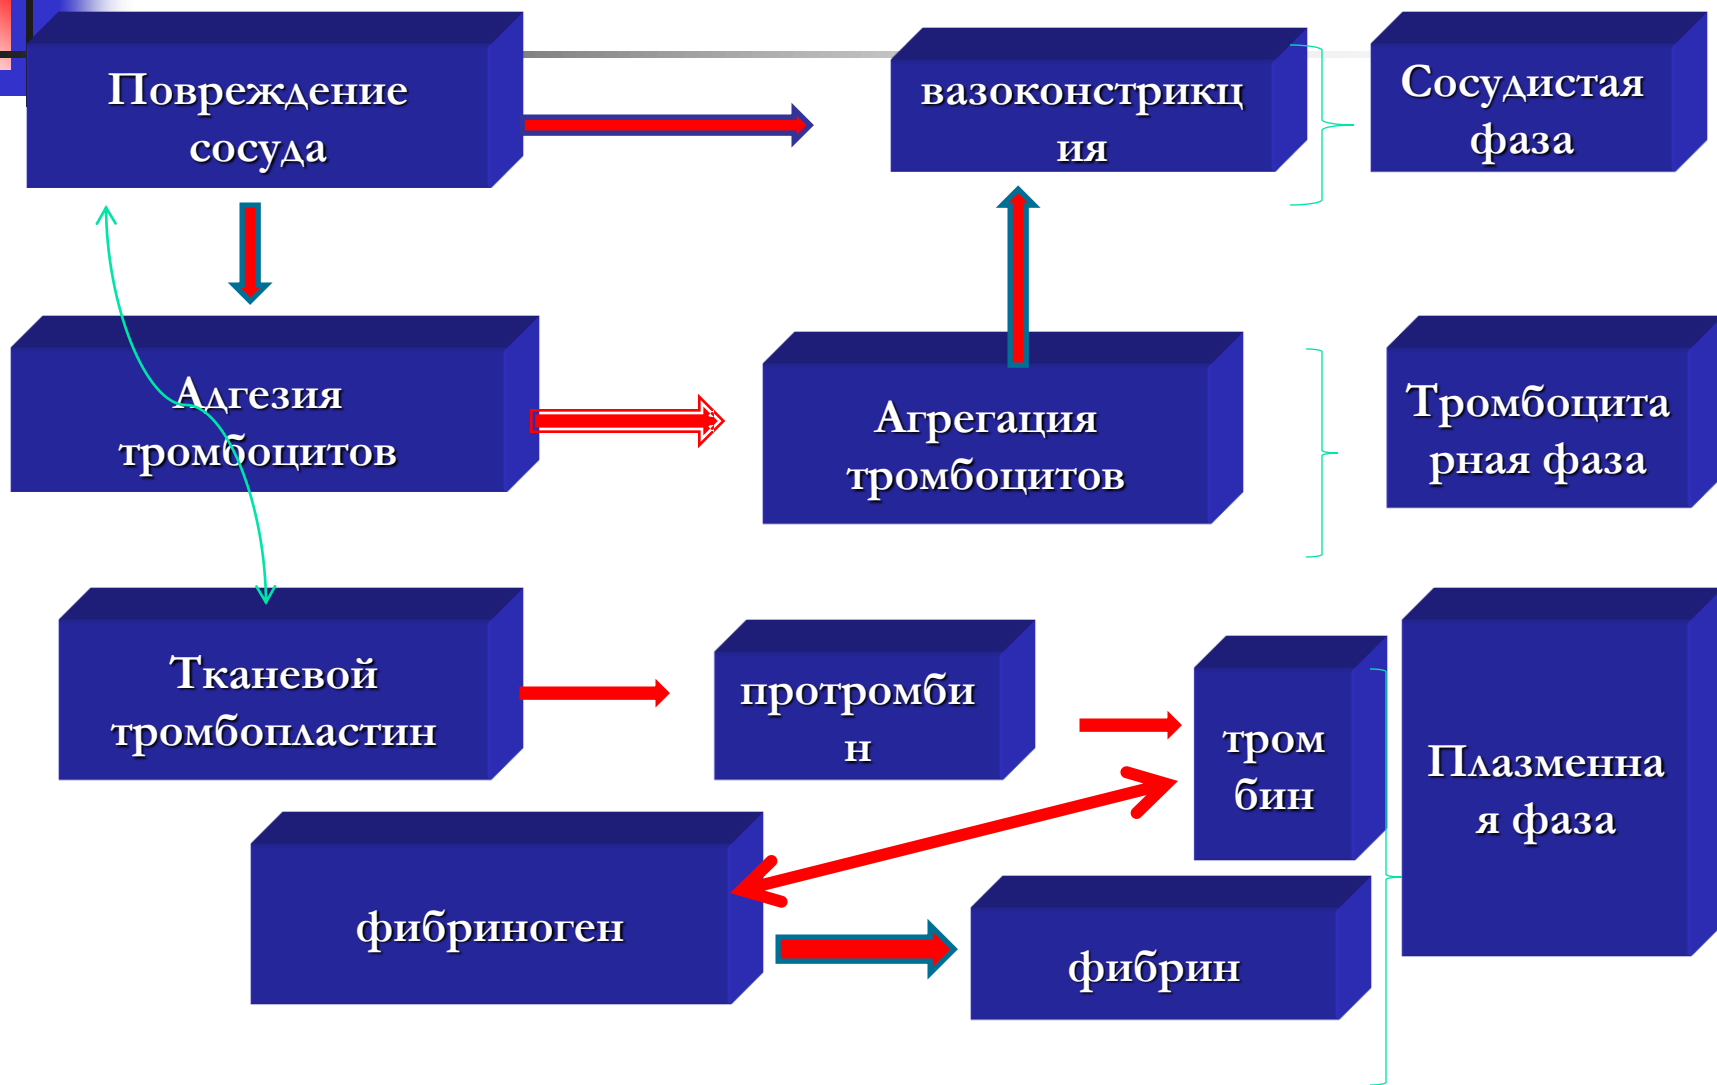 Повреждение
сосуда
вазоконстрикц
ия
Сосудистая
фаза
Адгезия
тромбоцитов
Агрегация
тромбоцитов
Тромбоцита
рная фаза
Тканевой
тромбопластин
протромби
н
тром
бин
Плазменна
я фаза
фибриноген
фибрин